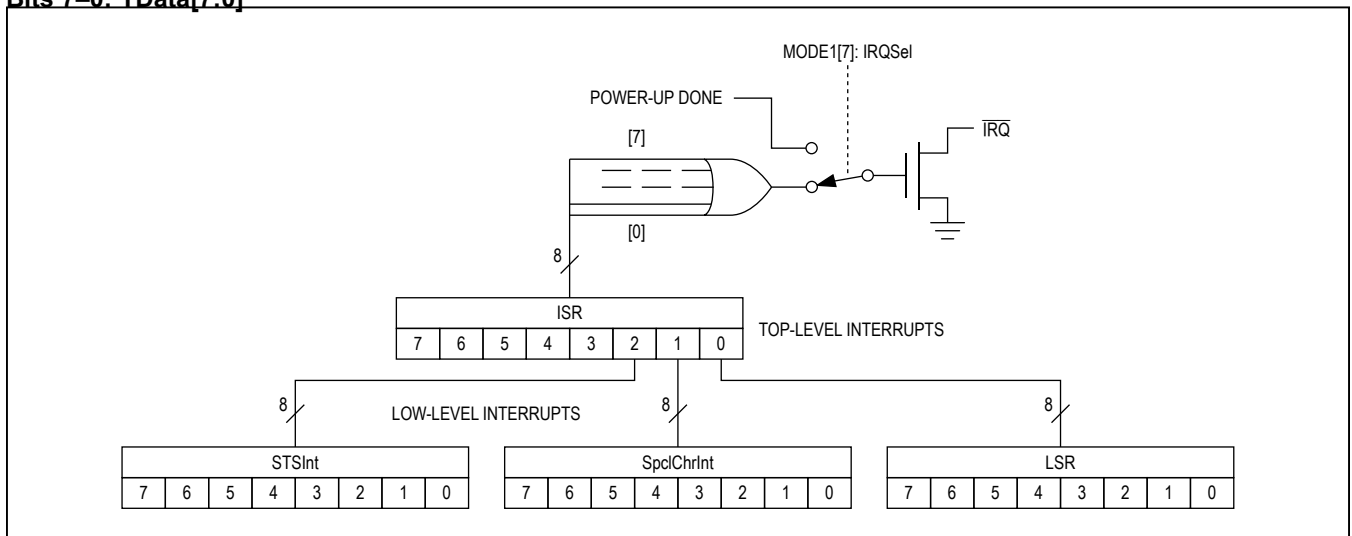 Bits 7–0: TData[7:0]
MODE1[7]: IRQSel
POWER-UP DONE
IRQ
[7]
[0]
8
ISR
7 6 5 4 3 2 1 0
TOP-LEVEL INTERRUPTS
8 LOW-LEVEL INTERRUPTS 8 8
STSInt SpclChrInt LSR
7 6 5 4 3 2 1 0 7 6 5 4 3 2 1 0 7 6 5 4 3 2 1 0